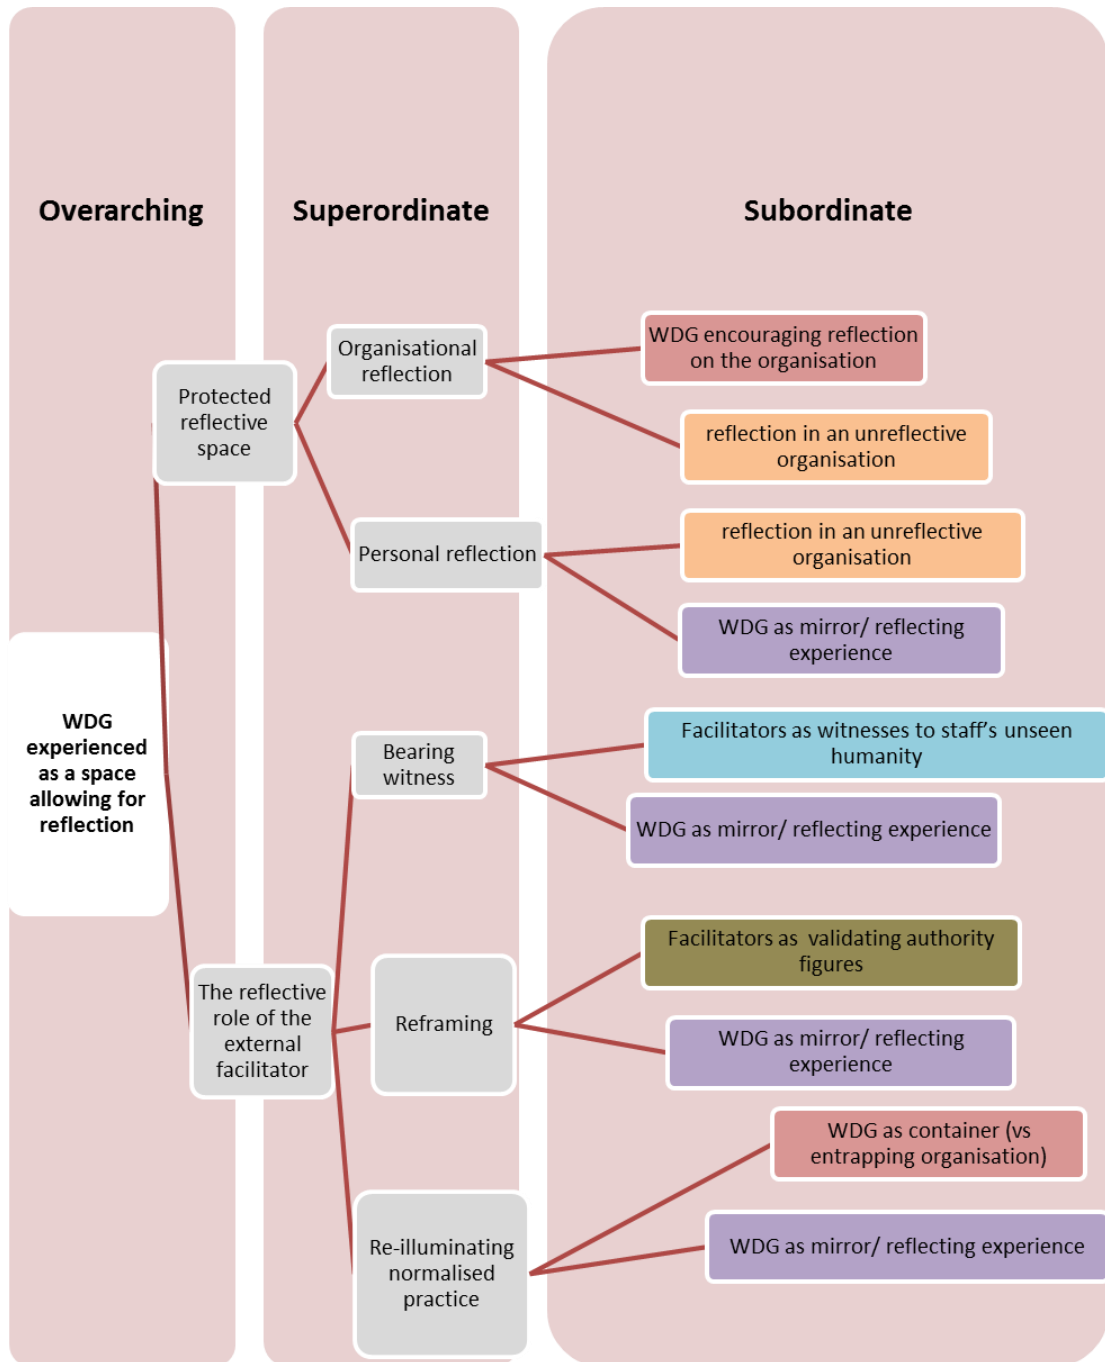 Overarching
Superordinate
Subordinate
WDG
experienced
as a space
allowing for
reflection
Protected
reflective
space
Organisational
reflection
WDG encouraging reflection
on the organisation
reflection in an unreflective
organisation
Personal reflection
reflection in an unreflective
organisation
WDG as mirror/ reflecting
experience
The reflective
role of the
external
facilitator
Bearing
witness
Facilitators as witnesses to staff’s unseen
humanity
WDG as mirror/ reflecting experience
Reframing
Facilitators as  validating authority
figures
WDG as mirror/ reflecting
experience
Re-illuminating
normalised
practice
WDG as container (vs
entrapping organisation)
WDG as mirror/ reflecting experience